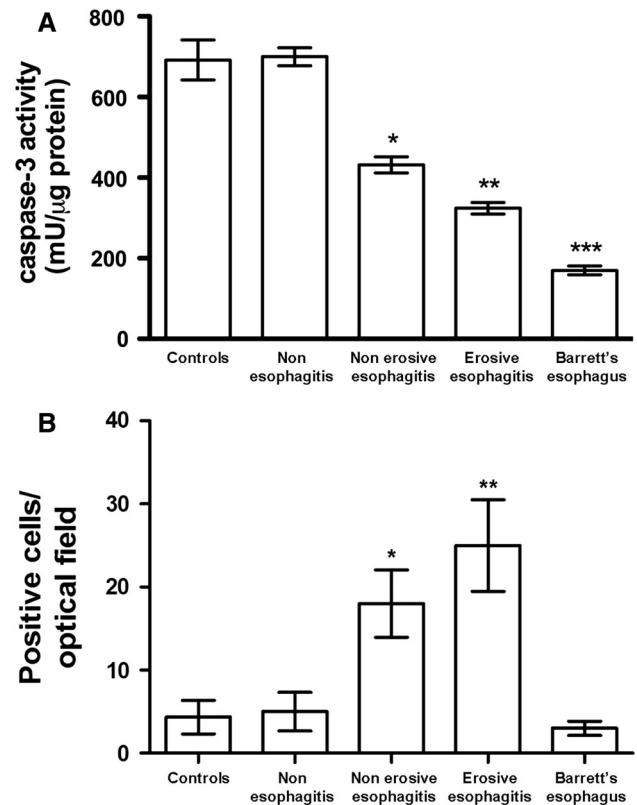 A
caspase-3 activity
(mU/μg protein)
800
600
400
200
0
*
**
***
Controls
Non
esophagitis
Non erosive
esophagitis
Erosive
esophagitis
Barrett's
esophagus
B
Positive cells/
optical field
40
30
20
10
0
*
**
Controls
Non
esophagitis
Non erosive
esophagitis
Erosive
esophagitis
Barrett's
esophagus